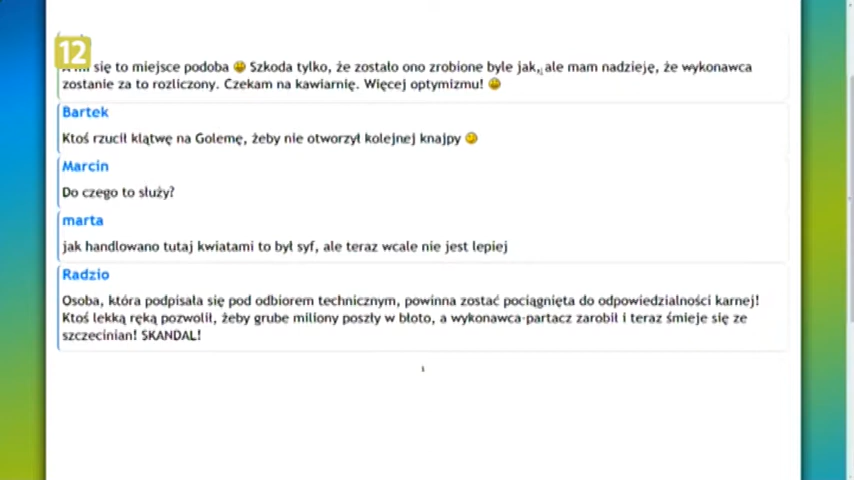 12
się to miejsce podoba Szkoda tylko, że zostało ono zrobione byle jak, ale mam nadzieję, że wykonawca
zostanie za to rozliczony. Czekam na kawiarnię. Więcej optymizmu!
Bartek
Ktoś rzucił klątwę na Golemę, żeby nie otworzył kolejnej knajpy
Marcin
Do czego to służy?
marta
jak handlowano tutaj kwiatami to był syf, ale teraz wcale nie jest lepiej
Radzio
Osoba, która podpisała się pod odbiorem technicznym, powinna zostać pociągnięta do odpowiedzialności karnej!
Ktoś lekką ręką pozwolił, żeby grube miliony poszły w błoto, a wykonawca-partacz zarobił i teraz śmieje się ze
szczecinian! SKANDAL!